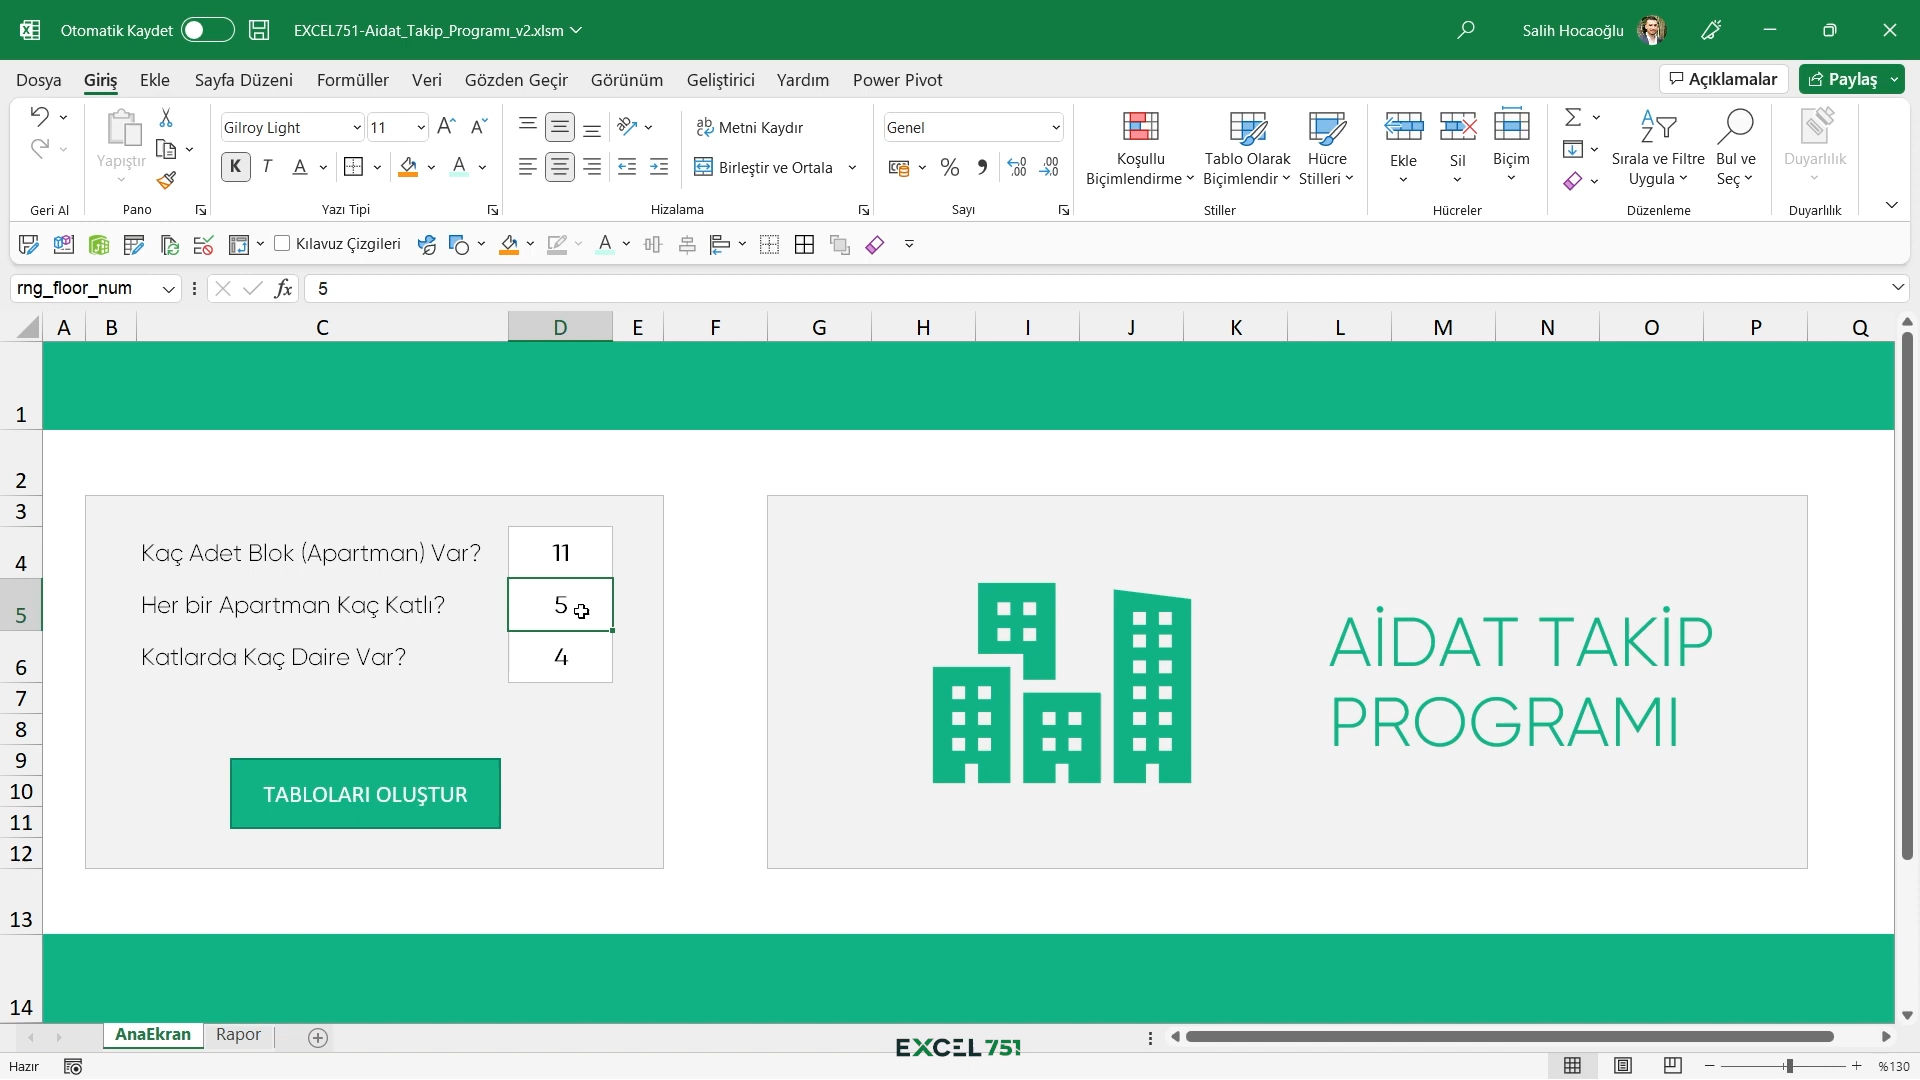 Otomatik Kaydet
EXCEL751-Aidat_Takip_Programı_v2.xlsm
Salih Hocaoğlu
Dosya Giriş Ekle Sayfa Düzeni Formüller Veri Gözden Geçir Görünüm Geliştirici Yardım Power Pivot
Açıklamalar
Paylaş
Yapıştır
Gilroy Light 11
K T A A
Metni Kaydır
Birleştir ve Ortala
Genel
Koşullu
Biçimlendirme
Tablo Olarak
Biçimlendir
Hücre
Stilleri
Ekle
Sil
Biçim
Sırala ve Filtre
Uygula
Bul ve
Seç
Duyarlılık
Geri Al
Pano
Yazı Tipi
Hizalama
Sayı
Stiller
Hücreler
Düzenleme
Duyarlılık
Kılavuz Çizgileri
rng_floor_num
fx
5
A B C D E F G H I J K L M N O P Q
1
2
3
4
5
6
7
8
9
10
11
12
13
14
Kaç Adet Blok (Apartman) Var? 11
Her bir Apartman Kaç Katlı? 5
Katlarda Kaç Daire Var? 4
TABLOLARI OLUŞTUR
AİDAT TAKİP
PROGRAMI
AnaEkran Rapor
EXCEL 751
Hazır
%130